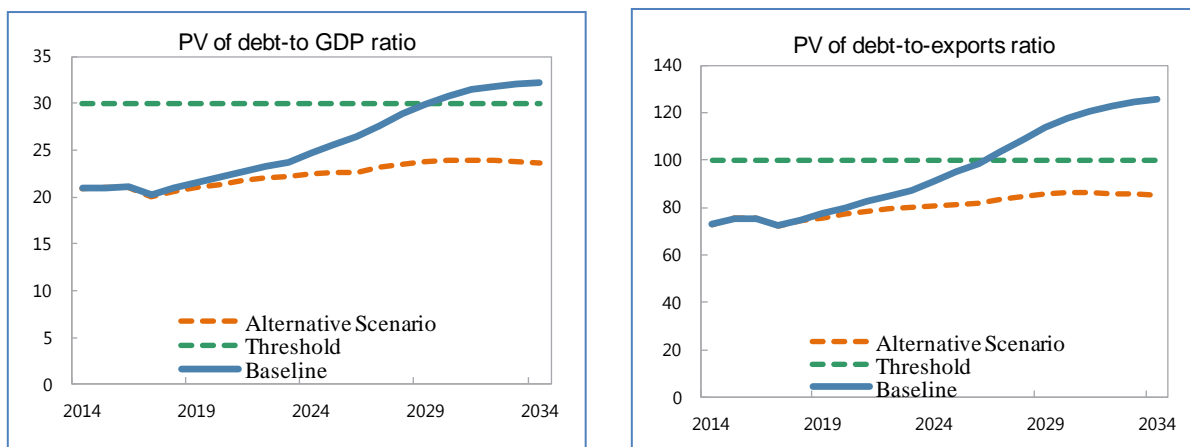 PV of debt-to GDP ratio
35
30
25
20
15
10
5
0
Alternative Scenario
Threshold
Baseline
2014 2019 2024 2029 2034
PV of debt-to-exports ratio
140
120
100
80
60
40
20
0
Alternative Scenario
Threshold
Baseline
2014 2019 2024 2029 2034